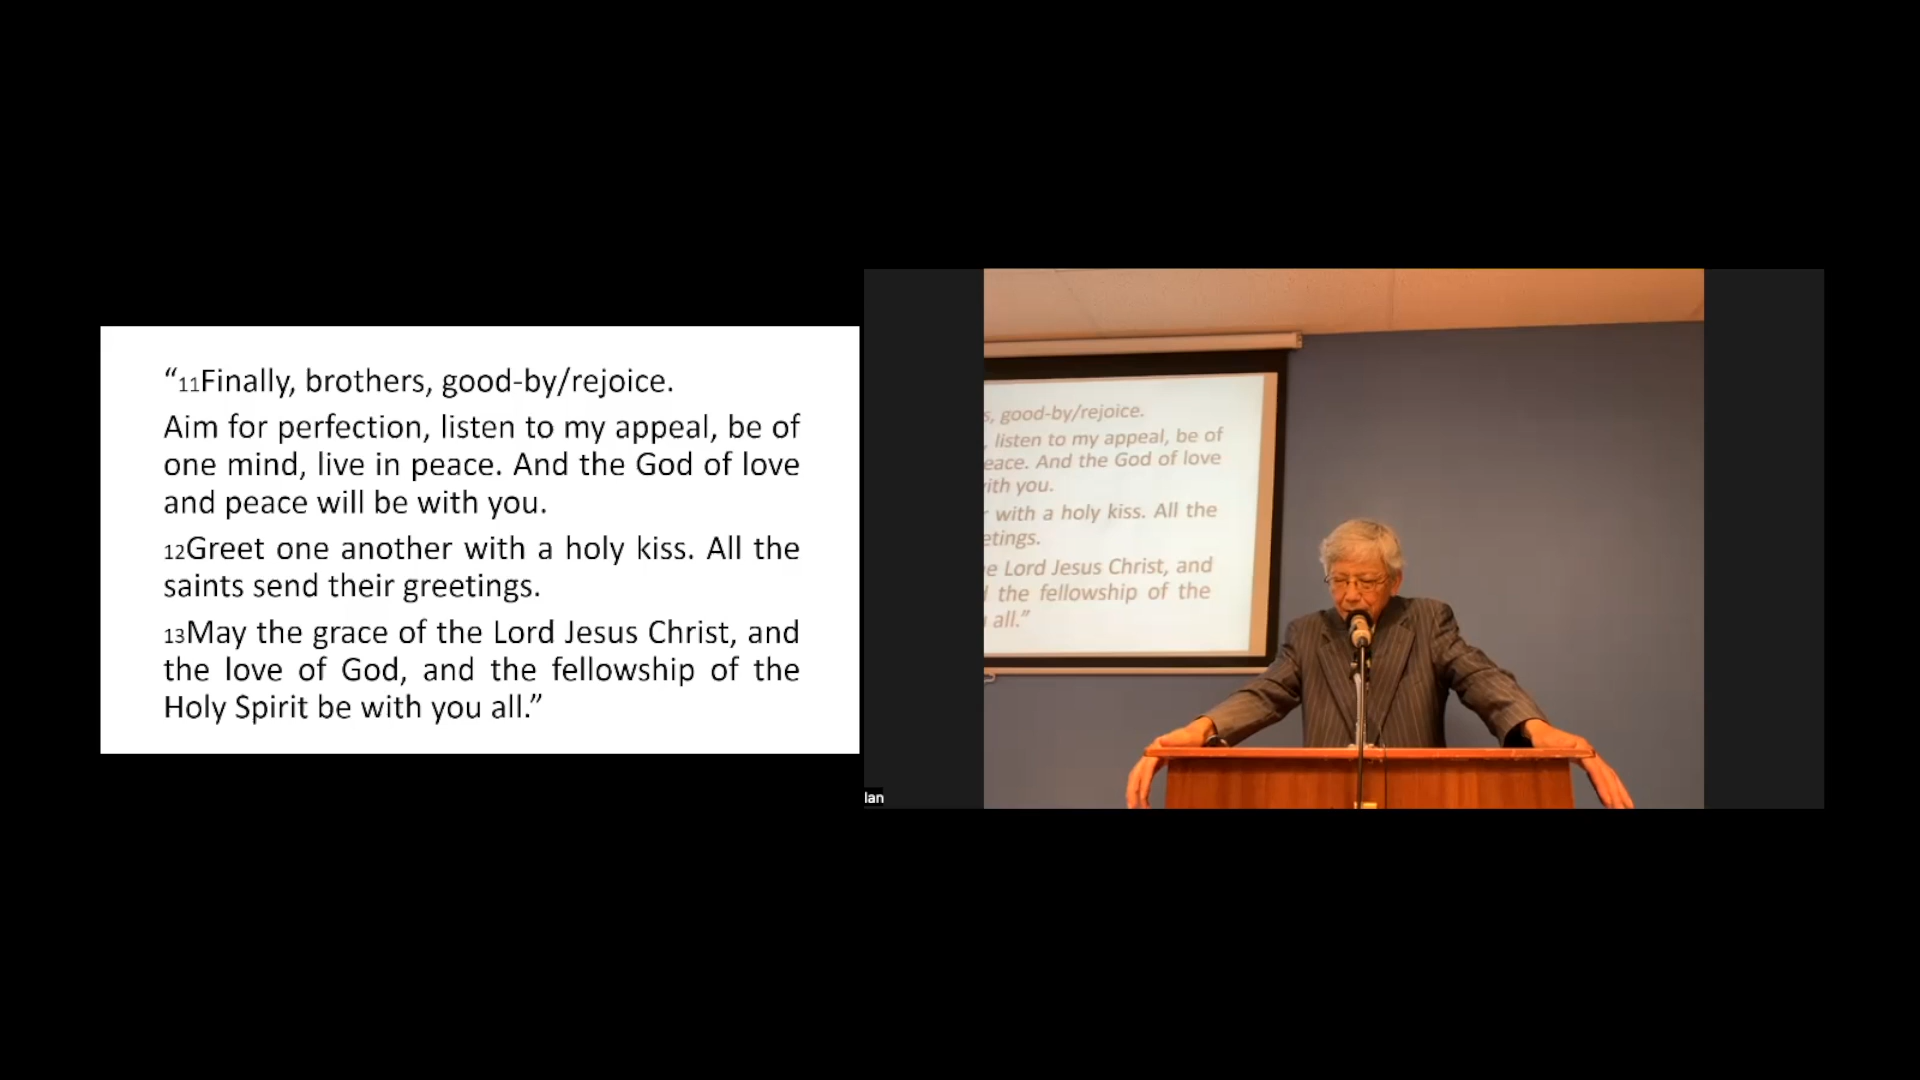 “11Finally, brothers, good-by/rejoice.
Aim for perfection, listen to my appeal, be of
one mind, live in peace. And the God of love
and peace will be with you.
12Greet one another with a holy kiss. All the
saints send their greetings.
13May the grace of the Lord Jesus Christ, and
the love of God, and the fellowship of the
Holy Spirit be with you all.”
s, good-by/rejoice.
, listen to my appeal, be of
eace. And the God of love
ith you.
r with a holy kiss. All the
etings.
e Lord Jesus Christ, and
the fellowship of the
all.”
lan